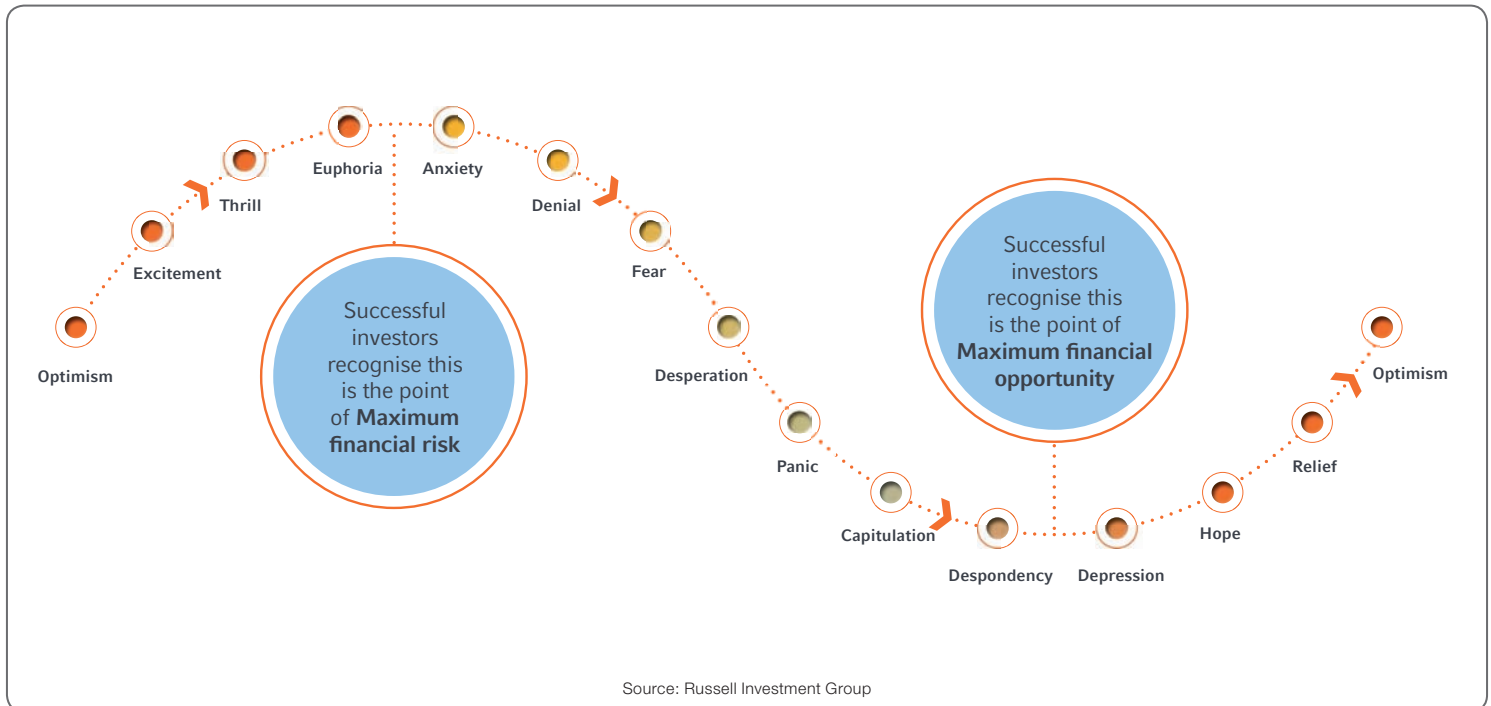 Euphoria
Anxiety
Thrill
Denial
Excitement
Fear
Optimism
Successful
investors
recognise this
is the point
of Maximum
financial risk
Desperation
Successful
investors
recognise this
is the point of
Maximum financial
opportunity
Optimism
Panic
Relief
Capitulation
Hope
Despondency
Depression
Source: Russell Investment Group